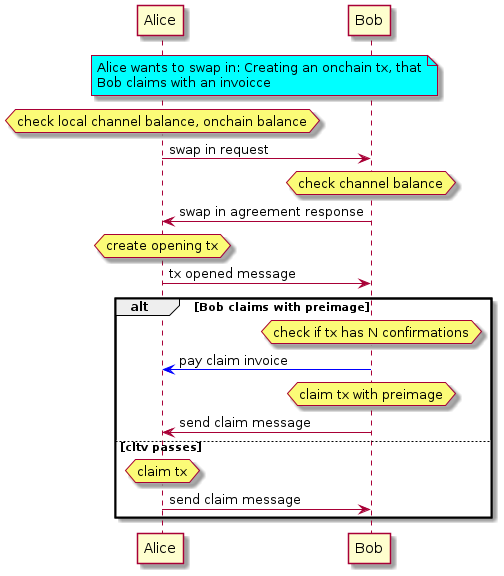 Alice
Bob
Alice wants to swap in: Creating an onchain tx, that
Bob claims with an invoicce
check local channel balance, onchain balance
swap in request
check channel balance
swap in agreement response
create opening tx
tx opened message
alt [Bob claims with preimage]
check if tx has N confirmations
pay claim invoice
claim tx with preimage
send claim message
[cltv passes]
claim tx
send claim message
Alice
Bob